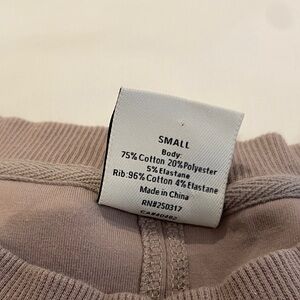 SMALL
Body:
75% Cotton 20%Polyester
5% Elastane
Rib:96% Cotton 4% Elastane
Made in China
RN#250317